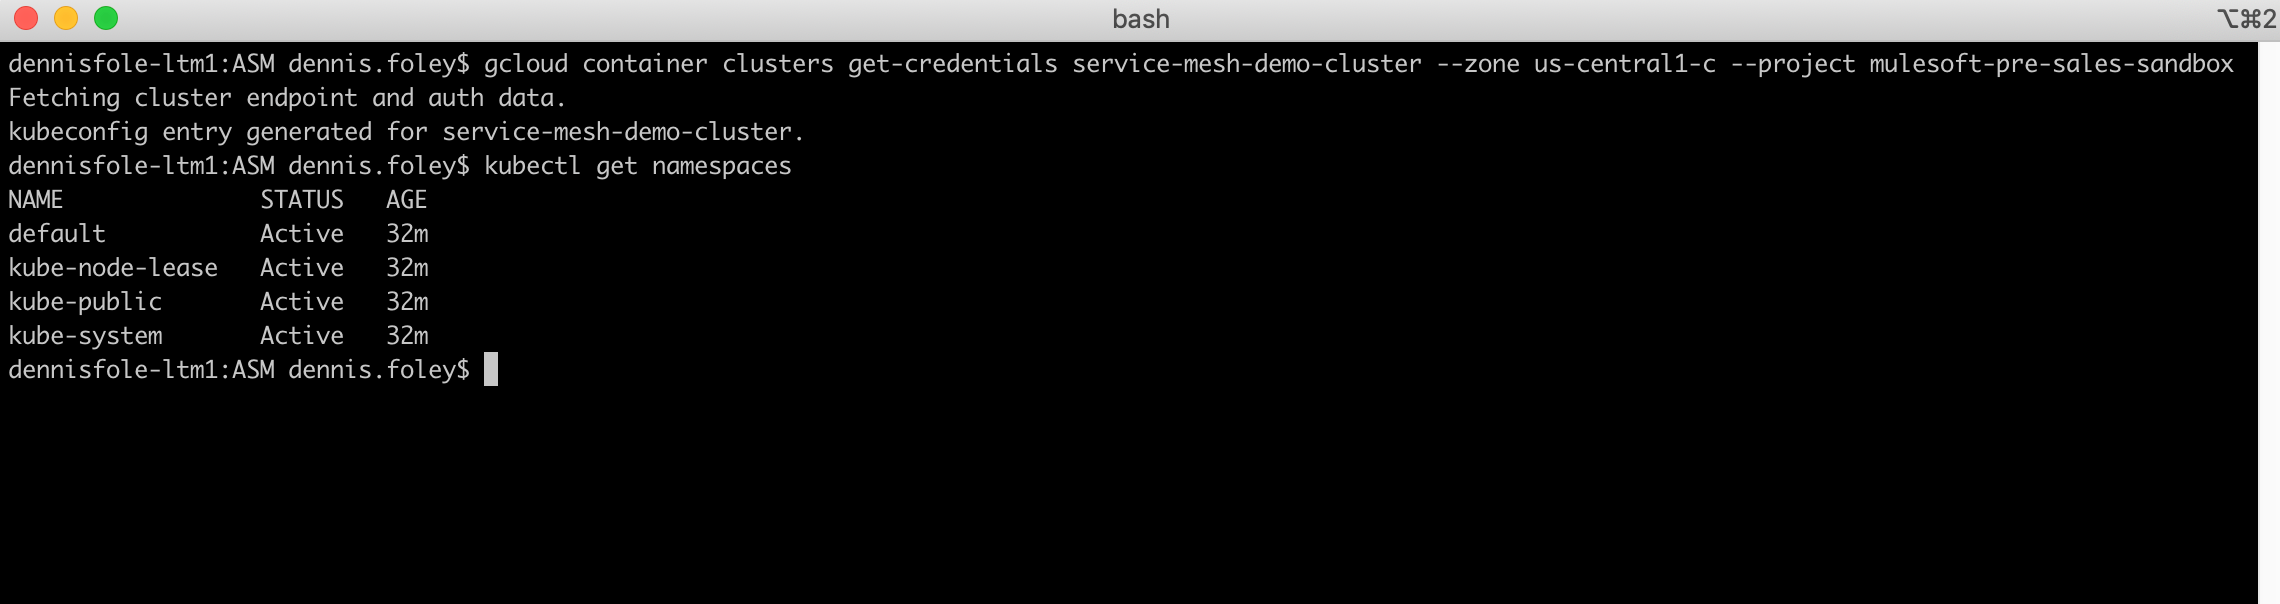 bash
⌥⌘2
dennisfole-ltm1:ASM dennis.foley$ gcloud container clusters get-credentials service-mesh-demo-cluster --zone us-central1-c --project mulesoft-pre-sales-sandbox
Fetching cluster endpoint and auth data.
kubeconfig entry generated for service-mesh-demo-cluster.
dennisfole-ltm1:ASM dennis.foley$ kubectl get namespaces
NAME              STATUS   AGE
default           Active   32m
kube-node-lease   Active   32m
kube-public       Active   32m
kube-system       Active   32m
dennisfole-ltm1:ASM dennis.foley$